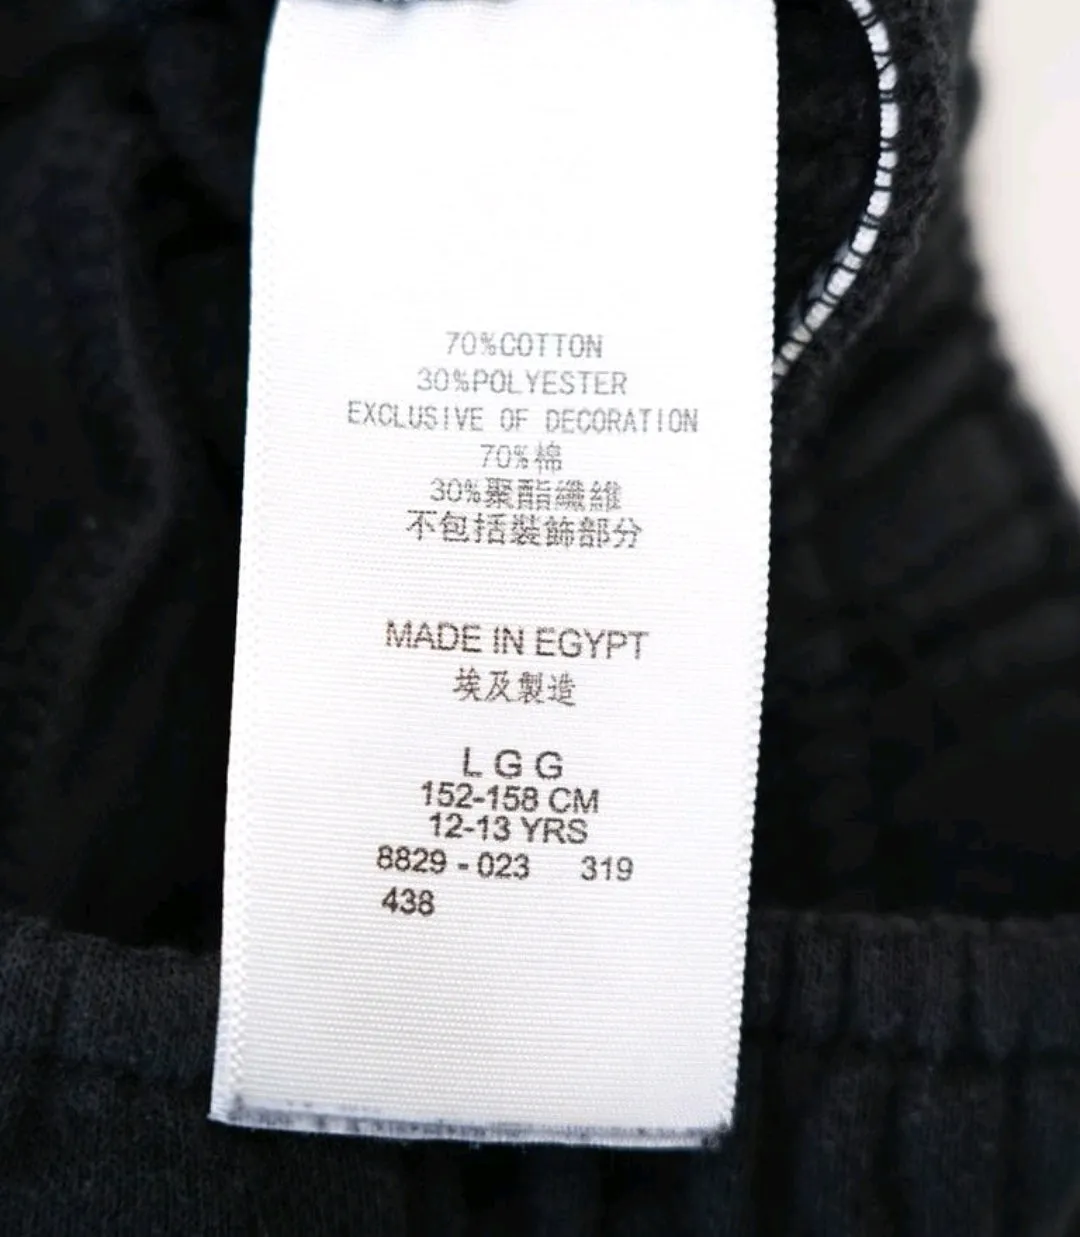 70%COTTON
30%POLYESTER
EXCLUSIVE OF DECORATION
70%棉
30%聚酯纖維
不包括裝飾部分
MADE IN EGYPT
埃及製造
L G G
152-158 CM
12-13 YRS
8829 - 023 319
438